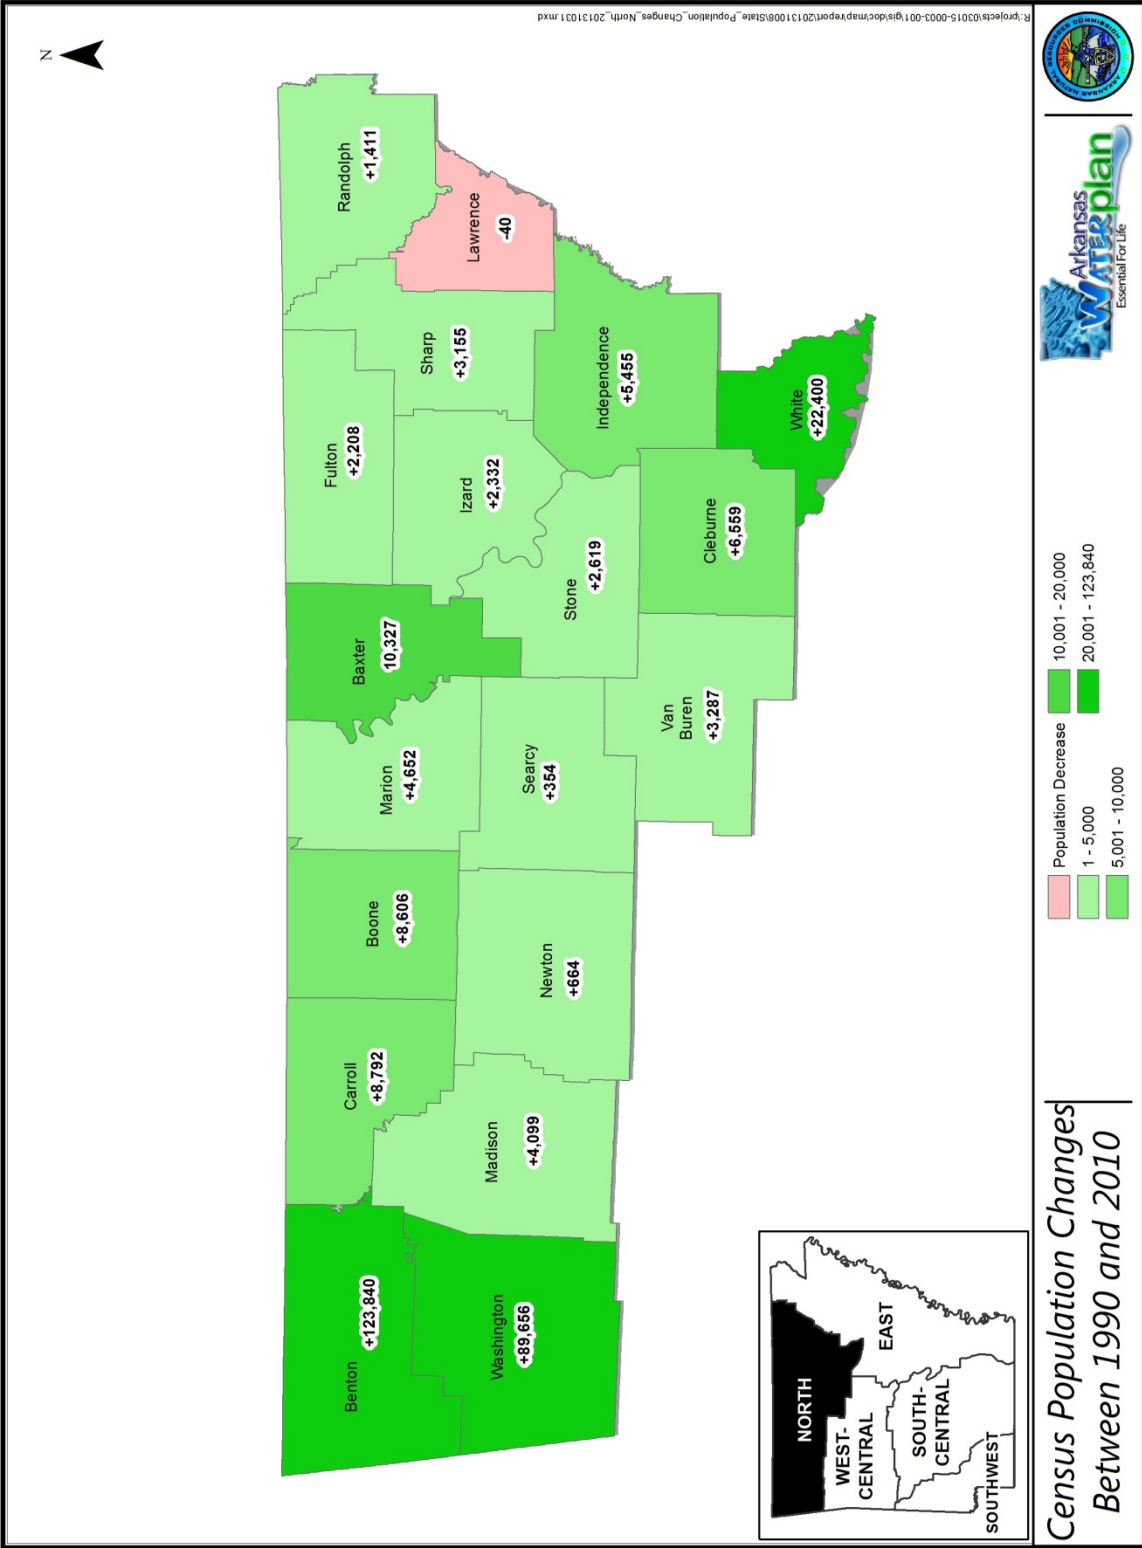 N
Randolph
+1,411
Lawrence
-40
Fulton
+2,208
Sharp
+3,155
Baxter
10,327
Izard
+2,332
Independence
+5,455
Marion
+4,652
Stone
+2,619
White
+22,400
Boone
+8,606
Searcy
+354
Cleburne
+6,559
Carroll
+8,792
Newton
+664
Van
Buren
+3,287
Benton
+123,840
Madison
+4,099
Washington
+89,656
NORTH
WEST-
CENTRAL
EAST
SOUTH-
CENTRAL
SOUTHWEST
Census Population Changes
Between 1990 and 2010
Population Decrease
1 - 5,000
5,001 - 10,000
10,001 - 20,000
20,001 - 123,840
Arkansas
WATERplan
Essential For Life
ARKANSAS NATURAL RESOURCES COMMISSION
R:\projects\03015-0003-001\gis\doc\map\report\20131008\State_Population_Changes_North_20131031.mxd